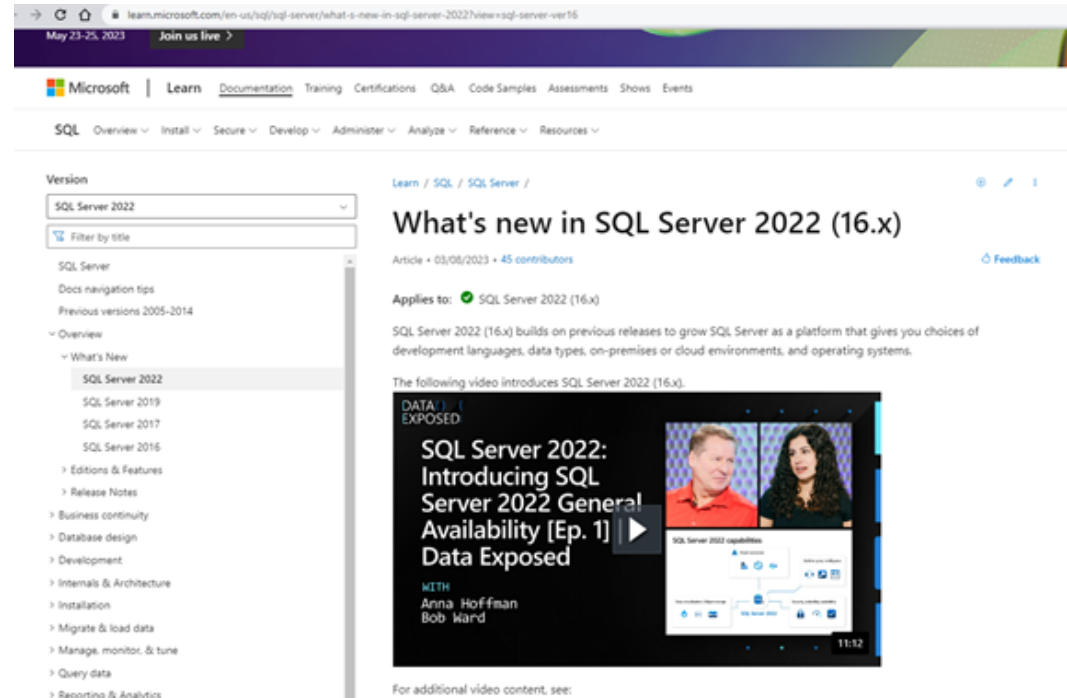 learn.microsoft.com/en-us/sql/sql-server/what-s-new-in-sql-server-2022?view=sql-server-ver16
May 23-25, 2023 Join us live >
Microsoft | Learn Documentation Training Certifications Q&A Code Samples Assessments Shows Events
SQL Overview Install Secure Develop Administer Analyze Reference Resources
Version
SQL Server 2022
Filter by title
SQL Server
Docs navigation tips
Previous versions 2005-2014
Overview
What's New
SQL Server 2022
SQL Server 2019
SQL Server 2017
SQL Server 2016
> Editions & Features
> Release Notes
> Business continuity
> Database design
> Development
> Internals & Architecture
> Installation
> Migrate & load data
> Manage, monitor, & tune
> Query data
> Reporting & Analytics
Learn / SQL / SQL Server /
What's new in SQL Server 2022 (16.x)
Article • 03/08/2023 • 45 contributors
Feedback
Applies to: SQL Server 2022 (16.x)
SQL Server 2022 (16.x) builds on previous releases to grow SQL Server as a platform that gives you choices of
development languages, data types, on-premises or cloud environments, and operating systems.
The following video introduces SQL Server 2022 (16.x).
DATA
EXPOSED
SQL Server 2022:
Introducing SQL
Server 2022 General
Availability [Ep. 1] |
Data Exposed
WITH
Anna Hoffman
Bob Ward
SQL Server 2022 capabilities
SQL Server 2022
11:12
For additional video content, see: